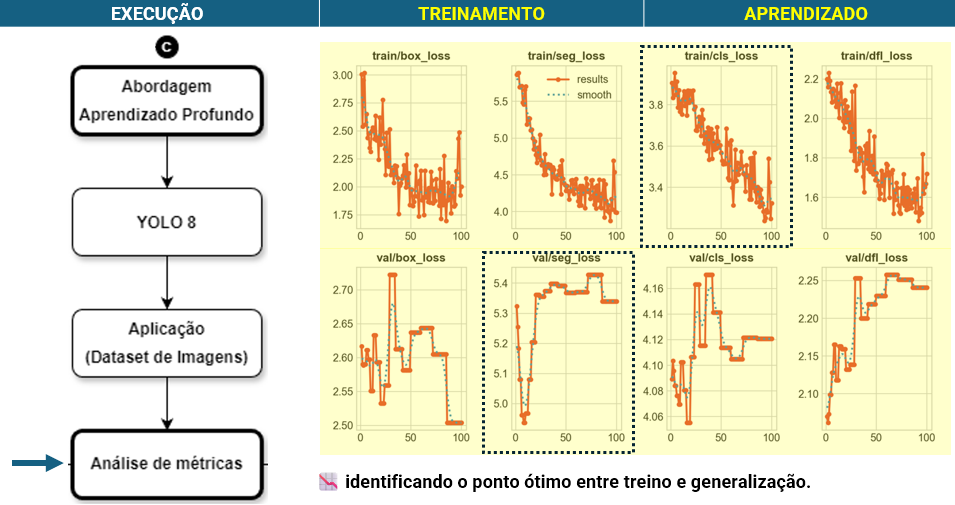 EXECUÇÃO
TREINAMENTO
APRENDIZADO
C
Abordagem
Aprendizado Profundo
YOLO 8
Aplicação
(Dataset de Imagens)
Análise de métricas
train/box_loss
3.00
2.75
2.50
2.25
2.00
1.75
0
50
100
train/seg_loss
results
smooth
5.5
5.0
4.5
4.0
0
50
100
train/cls_loss
3.8
3.6
3.4
0
50
100
train/dfl_loss
2.2
2.0
1.8
1.6
0
50
100
val/box_loss
2.70
2.65
2.60
2.55
2.50
0
50
100
val/seg_loss
5.4
5.3
5.2
5.1
5.0
0
50
100
val/cls_loss
4.16
4.14
4.12
4.10
4.08
4.06
0
50
100
val/dfl_loss
2.25
2.20
2.15
2.10
0
50
100
identificando o ponto ótimo entre treino e generalização.